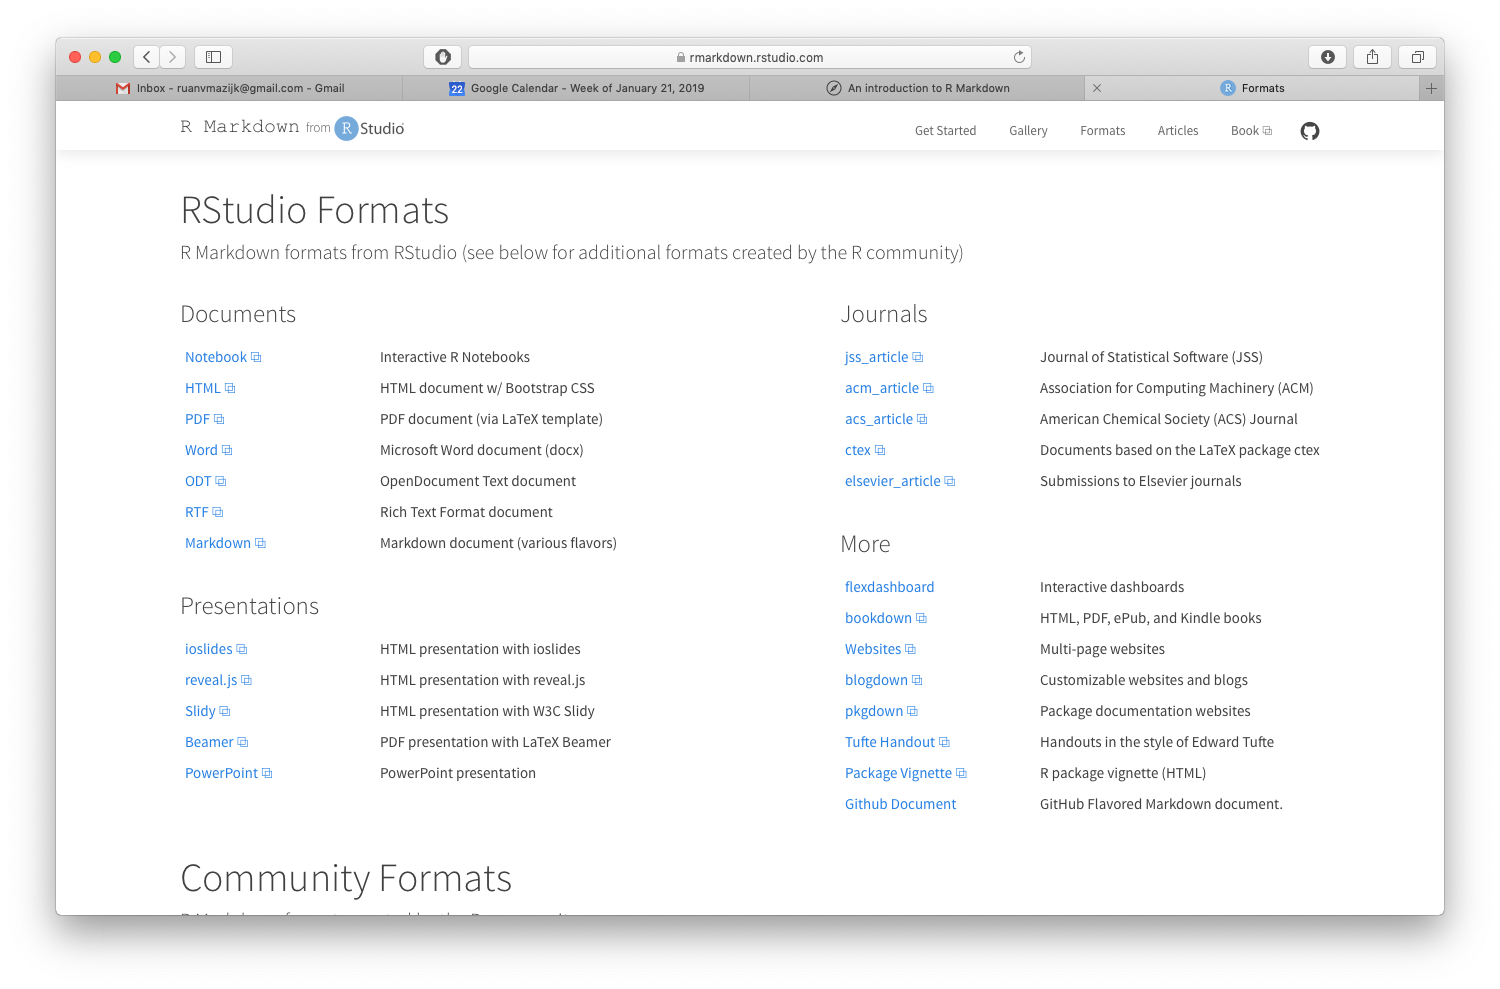 rmarkdown.rstudio.com
Inbox - ruanvmazijk@gmail.com - Gmail
22 Google Calendar - Week of January 21, 2019
An introduction to R Markdown
R Formats
R Markdown from R Studio
Get Started
Gallery
Formats
Articles
Book
RStudio Formats
R Markdown formats from RStudio (see below for additional formats created by the R community)
Documents
Notebook Interactive R Notebooks
HTML HTML document w/ Bootstrap CSS
PDF PDF document (via LaTeX template)
Word Microsoft Word document (docx)
ODT OpenDocument Text document
RTF Rich Text Format document
Markdown Markdown document (various flavors)
Presentations
ioslides HTML presentation with ioslides
reveal.js HTML presentation with reveal.js
Slidy HTML presentation with W3C Slidy
Beamer PDF presentation with LaTeX Beamer
PowerPoint PowerPoint presentation
Journals
jss_article Journal of Statistical Software (JSS)
acm_article Association for Computing Machinery (ACM)
acs_article American Chemical Society (ACS) Journal
ctex Documents based on the LaTeX package ctex
elsevier_article Submissions to Elsevier journals
More
flexdashboard Interactive dashboards
bookdown HTML, PDF, ePub, and Kindle books
Websites Multi-page websites
blogdown Customizable websites and blogs
pkgdown Package documentation websites
Tufte Handout Handouts in the style of Edward Tufte
Package Vignette R package vignette (HTML)
Github Document GitHub Flavored Markdown document.
Community Formats